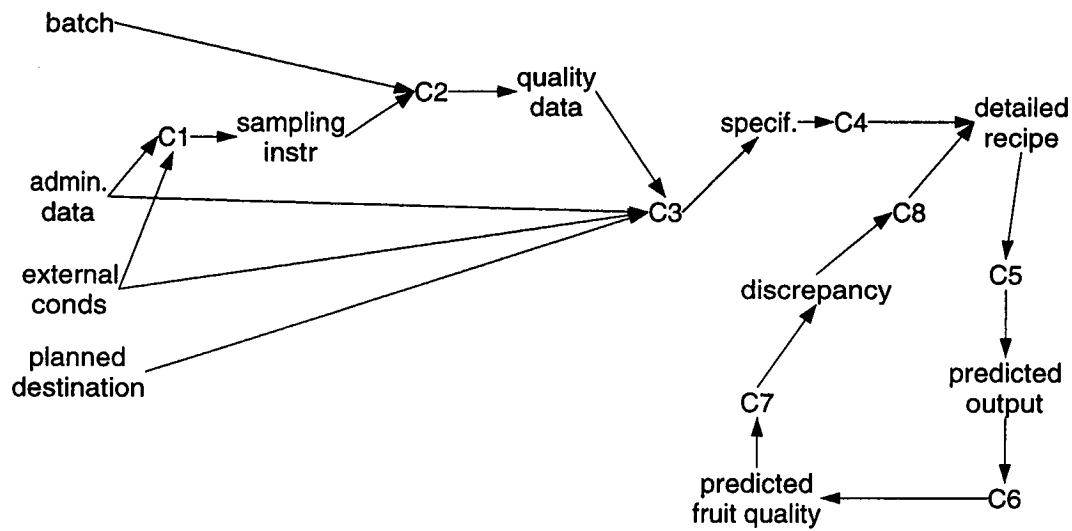 batch
C2
quality
data
C1
sampling
instr
specif.
C4
detailed
recipe
admin.
data
C3
C8
external
conds
discrepancy
C5
planned
destination
predicted
output
C7
predicted
fruit quality
C6